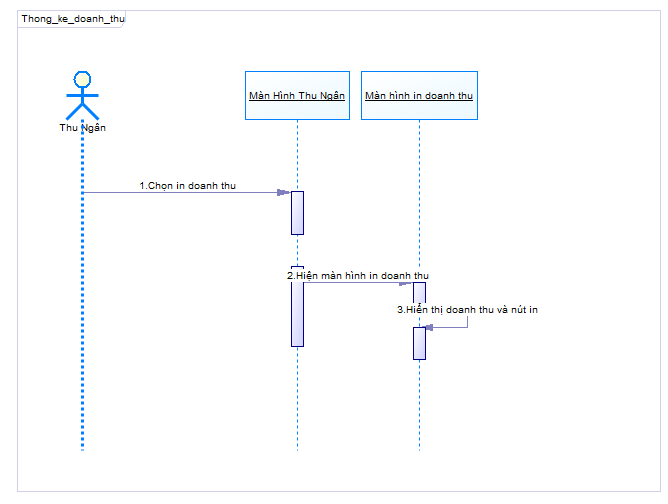 Thong_ke_doanh_thu
Màn Hình Thu Ngân
Màn hình in doanh thu
Thu Ngân
1.Chọn in doanh thu
2.Hiện màn hình in doanh thu
3.Hiển thị doanh thu và nút in